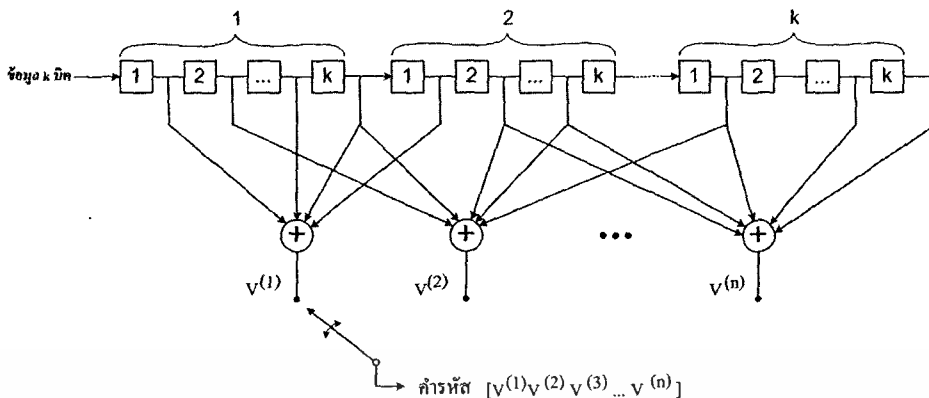 1 2 k
ข้อมูล k บิต 1 2 ... k 1 2 ... k 1 2 ... k
+ + ... +
V(1) V(2) V(n)
คำรหัส [V(1)V(2) V(3) ... V(n)]